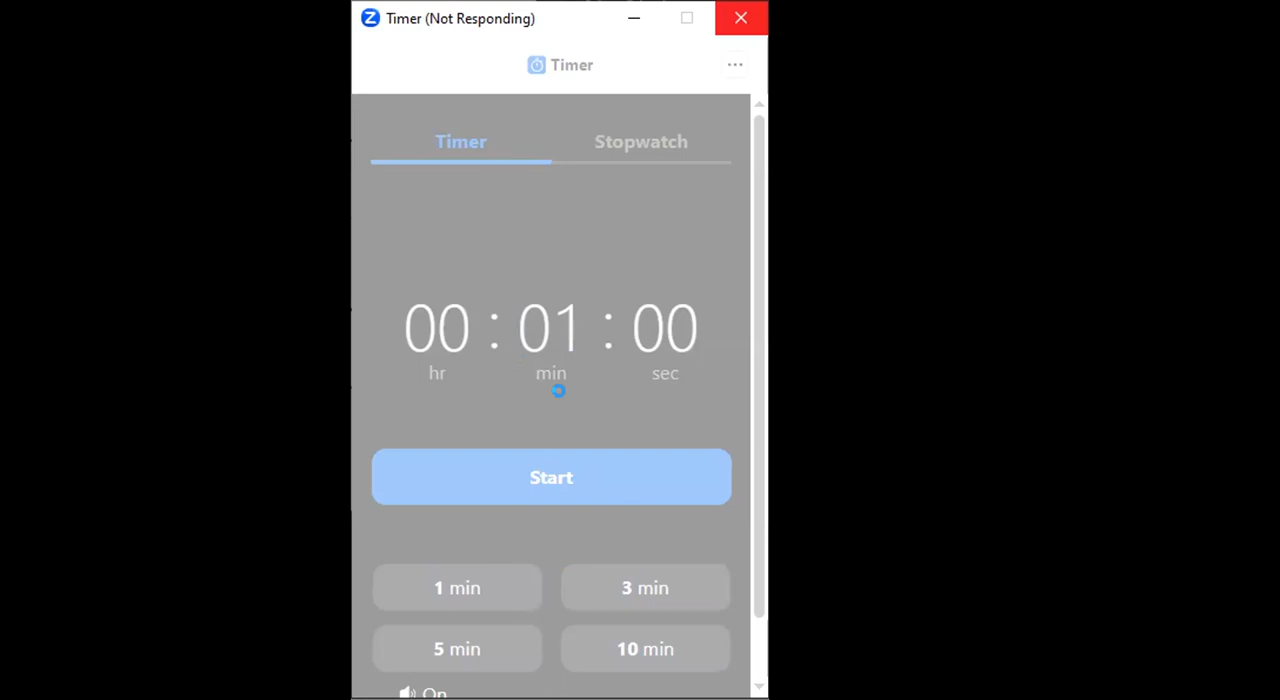 Timer (Not Responding)
Timer
Timer Stopwatch
00 : 01 : 00
hr min sec
Start
1 min 3 min
5 min 10 min
On